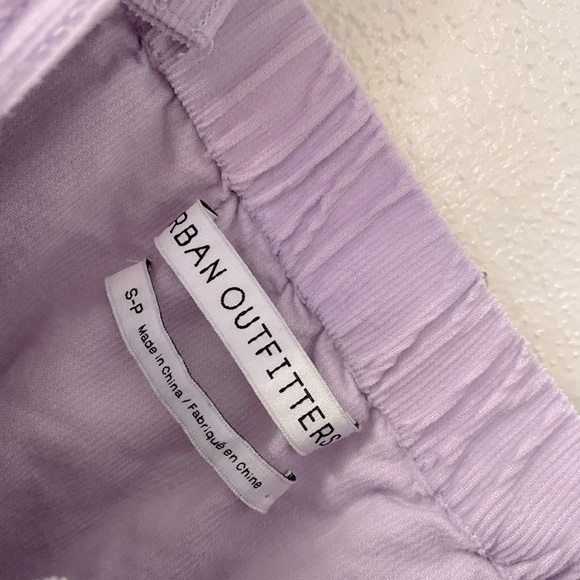 RBAN OUTFITTERS
S-P Made in China / Fabriqué en Chine